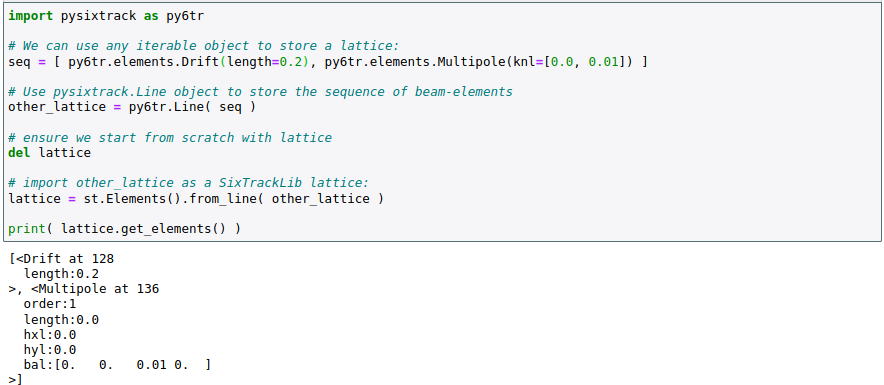 import pysixtrack as py6tr
# We can use any iterable object to store a lattice:
seq = [ py6tr.elements.Drift(length=0.2), py6tr.elements.Multipole(knl=[0.0, 0.01]) ]
# Use pysixtrack.Line object to store the sequence of beam-elements
other_lattice = py6tr.Line( seq )
# ensure we start from scratch with lattice
del lattice
# import other_lattice as a SixTrackLib lattice:
lattice = st.Elements().from_line( other_lattice )
print( lattice.get_elements() )
[<Drift at 128
  length:0.2
>, <Multipole at 136
  order:1
  length:0.0
  hxl:0.0
  hyl:0.0
  bal:[0.   0.   0.01 0.  ]
>]